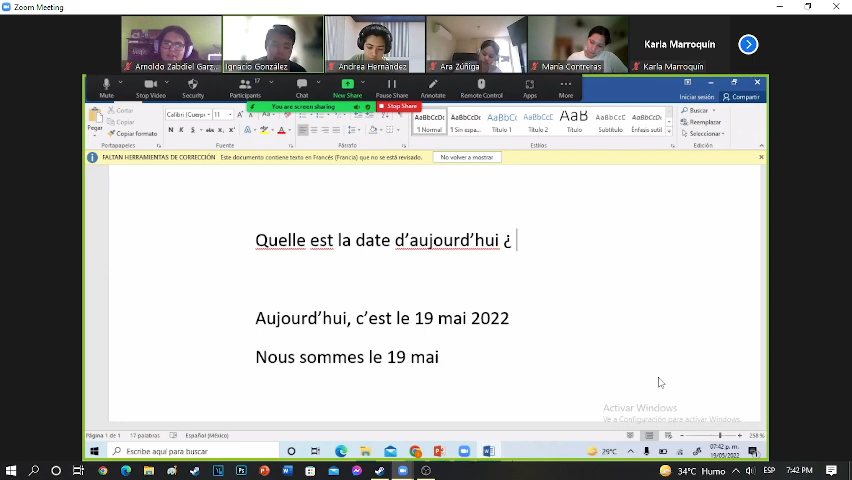 Zoom Meeting
Arnoldo Zabdiel Garz...
Ignacio González
Andrea Hernández
Ara Zúñiga
María Contreras
Karla Marroquín
Karla Marroquín
Mute
Stop Video
Security
Participants
17
Chat
New Share
Pause Share
Annotate
Remote Control
Apps
More
You are screen sharing
Stop Share
Iniciar sesión
Compartir
Pegar
Cortar
Copiar
Copiar formato
Portapapeles
Calibri (Cuerpo)
11
Fuente
Párrafo
AaBbCcDc
1 Normal
AaBbCcDc
1 Sin espa...
AaBbCc
Título 1
AaBbCcC
Título 2
AaB
Título
AaBbCcD
Subtítulo
AaBbCcDc
Énfasis sutil
Estilos
Buscar
Reemplazar
Seleccionar
Edición
FALTAN HERRAMIENTAS DE CORRECCIÓN
Este documento contiene texto en Francés (Francia) que no se está revisado.
No volver a mostrar
Quelle est la date d’aujourd’hui ¿
Aujourd’hui, c’est le 19 mai 2022
Nous sommes le 19 mai
Activar Windows
Ve a Configuración para activar Windows.
Página 1 de 1
17 palabras
Español (México)
258 %
Escribe aquí para buscar
29°C
07:42 p. m.
19/05/2022
34°C Humo
ESP
7:42 PM